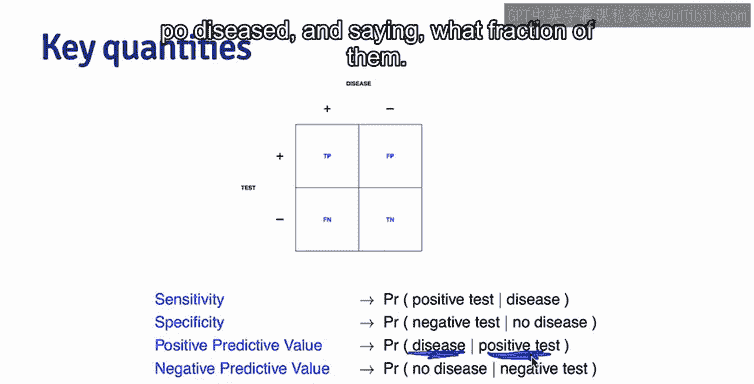 po diseased, and saying, what fraction of
them.
Key quantities
DISEASE
+ −
+ TP FP
TEST
− FN TN
Sensitivity → Pr ( positive test | disease )
Specificity → Pr ( negative test | no disease )
Positive Predictive Value → Pr ( disease | positive test )
Negative Predictive Value → Pr ( no disease | negative test )